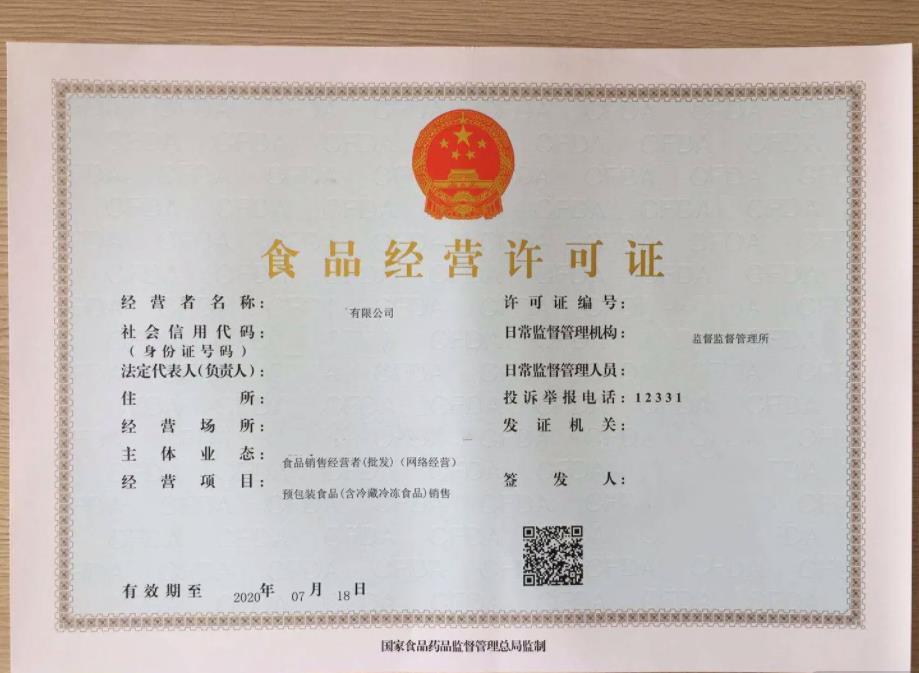 食品经营许可证
经营者名称：
有限公司
社会信用代码：
（身份证号码）
法定代表人(负责人)：
住所：
经营场所：
主体业态：
食品销售经营者(批发)（网络经营）
经营项目：
预包装食品(含冷藏冷冻食品)销售
许可证编号：
日常监督管理机构：
监督监督管理所
日常监督管理人员：
投诉举报电话：12331
发证机关：
签发人：
有效期至 2020年 07月 18日
国家食品药品监督管理总局监制